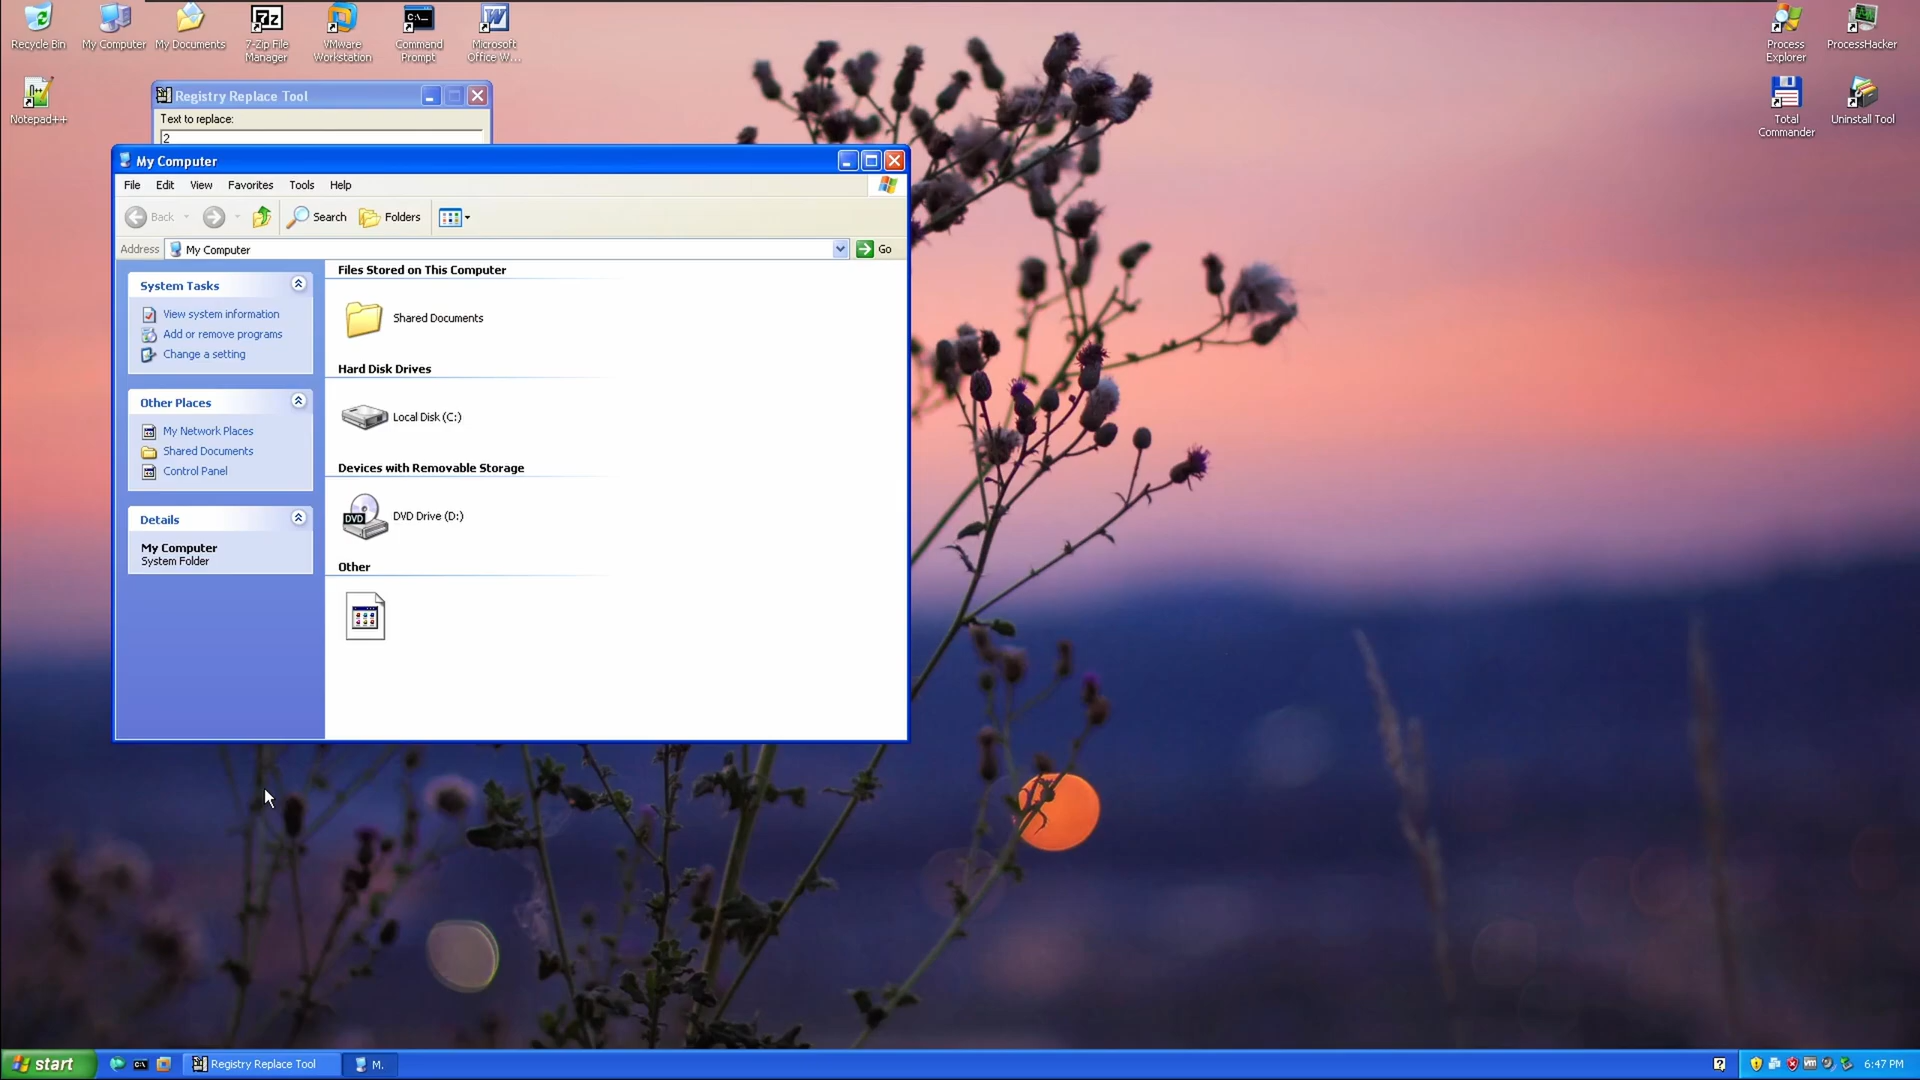 Recycle Bin
My Computer
My Documents
7-Zip File
Manager
VMware
Workstation
Command
Prompt
Microsoft
Office W...
Process
Explorer
ProcessHacker
Notepad++
Total
Commander
Uninstall Tool
Registry Replace Tool
Text to replace:
2
My Computer
File Edit View Favorites Tools Help
Back Search Folders
Address My Computer Go
System Tasks
View system information
Add or remove programs
Change a setting
Other Places
My Network Places
Shared Documents
Control Panel
Details
My Computer
System Folder
Files Stored on This Computer
Shared Documents
Hard Disk Drives
Local Disk (C:)
Devices with Removable Storage
DVD
DVD Drive (D:)
Other
start Registry Replace Tool M. 6:47 PM